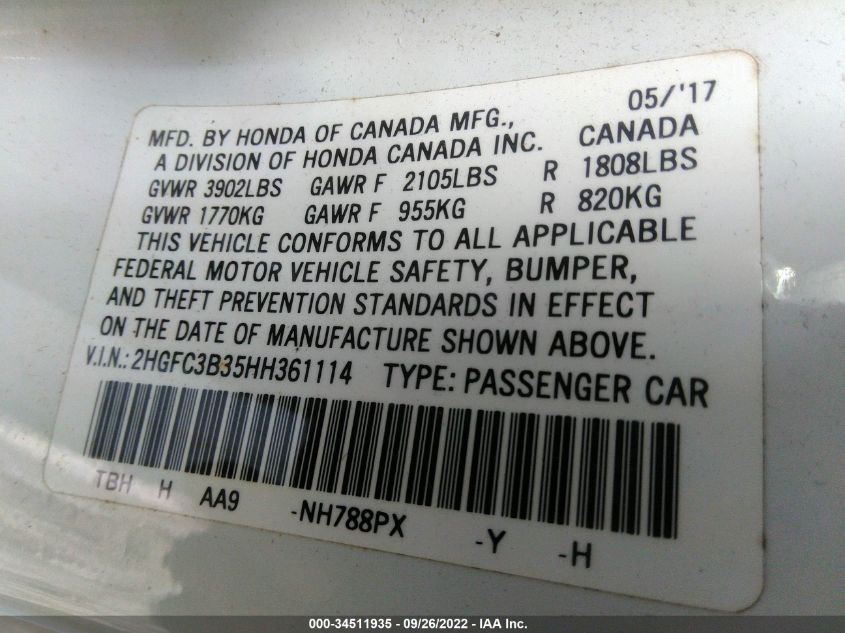 05/'17
MFD. BY HONDA OF CANADA MFG.,
A DIVISION OF HONDA CANADA INC. CANADA
GVWR 3902LBS GAWR F 2105LBS R 1808LBS
GVWR 1770KG GAWR F 955KG R 820KG
THIS VEHICLE CONFORMS TO ALL APPLICABLE
FEDERAL MOTOR VEHICLE SAFETY, BUMPER,
AND THEFT PREVENTION STANDARDS IN EFFECT
ON THE DATE OF MANUFACTURE SHOWN ABOVE.
V.I.N.: 2HGFC3B35HH361114 TYPE: PASSENGER CAR
TBH H AA9 -NH788PX -Y -H
000-34511935 - 09/26/2022 - IAA Inc.